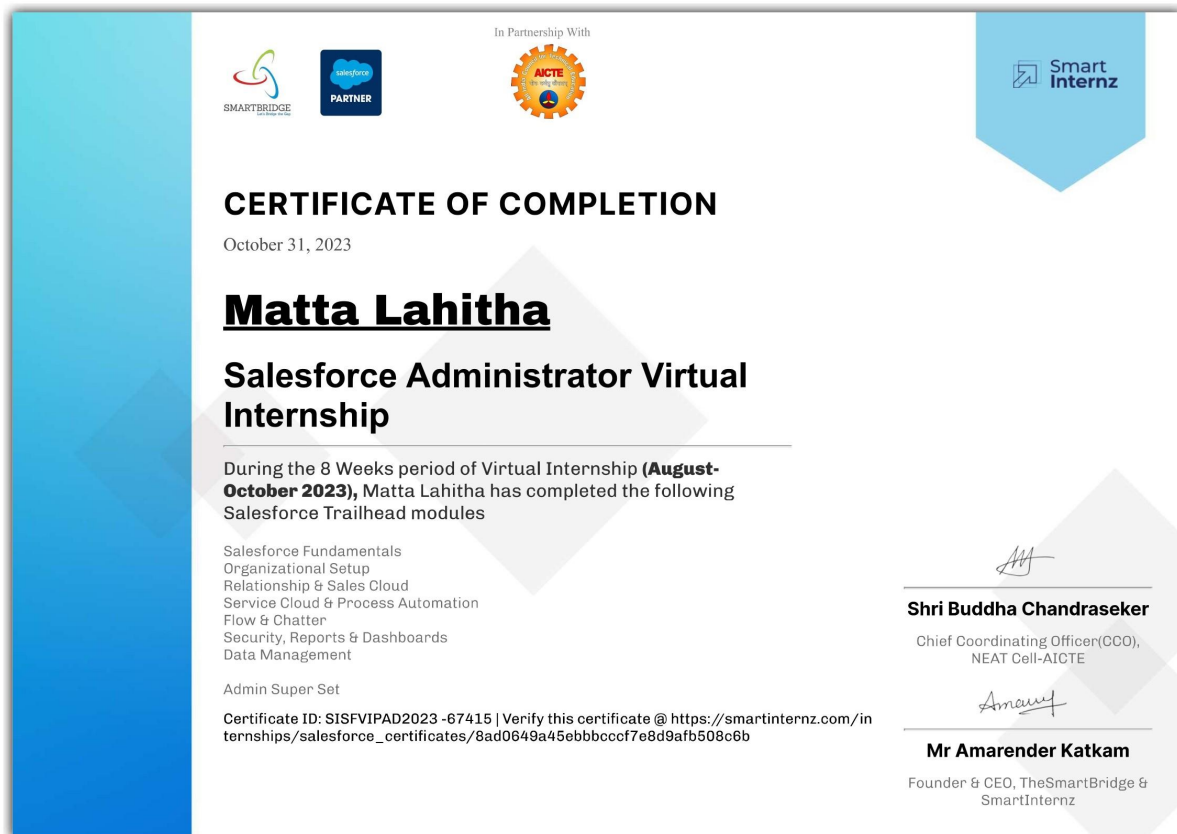 In Partnership With
SMARTBRIDGE
Let's Bridge the Gap
salesforce
PARTNER
AICTE
Smart
Internz
CERTIFICATE OF COMPLETION
October 31, 2023
Matta Lahitha
Salesforce Administrator Virtual
Internship
During the 8 Weeks period of Virtual Internship (August-
October 2023), Matta Lahitha has completed the following
Salesforce Trailhead modules
Salesforce Fundamentals
Organizational Setup
Relationship & Sales Cloud
Service Cloud & Process Automation
Flow & Chatter
Security, Reports & Dashboards
Data Management
Admin Super Set
Certificate ID: SISFVIPAD2023 -67415 | Verify this certificate @ https://smartinternz.com/in
ternships/salesforce_certificates/8ad0649a45ebbbcccf7e8d9afb508c6b
Shri Buddha Chandraseker
Chief Coordinating Officer(CCO),
NEAT Cell-AICTE
Mr Amarender Katkam
Founder & CEO, TheSmartBridge &
SmartInternz